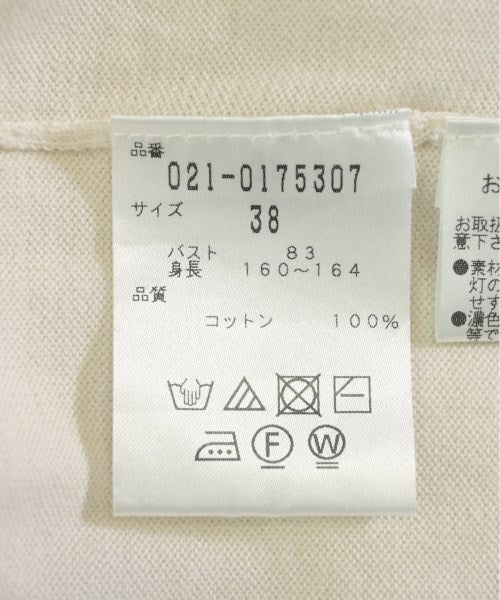 品番
021-0175307
サイズ
38
バスト 83
身長 160～164
品質
コットン 100%
F W
お
お取扱
意下さ
●素材
灯の
せず
●濃色
等で